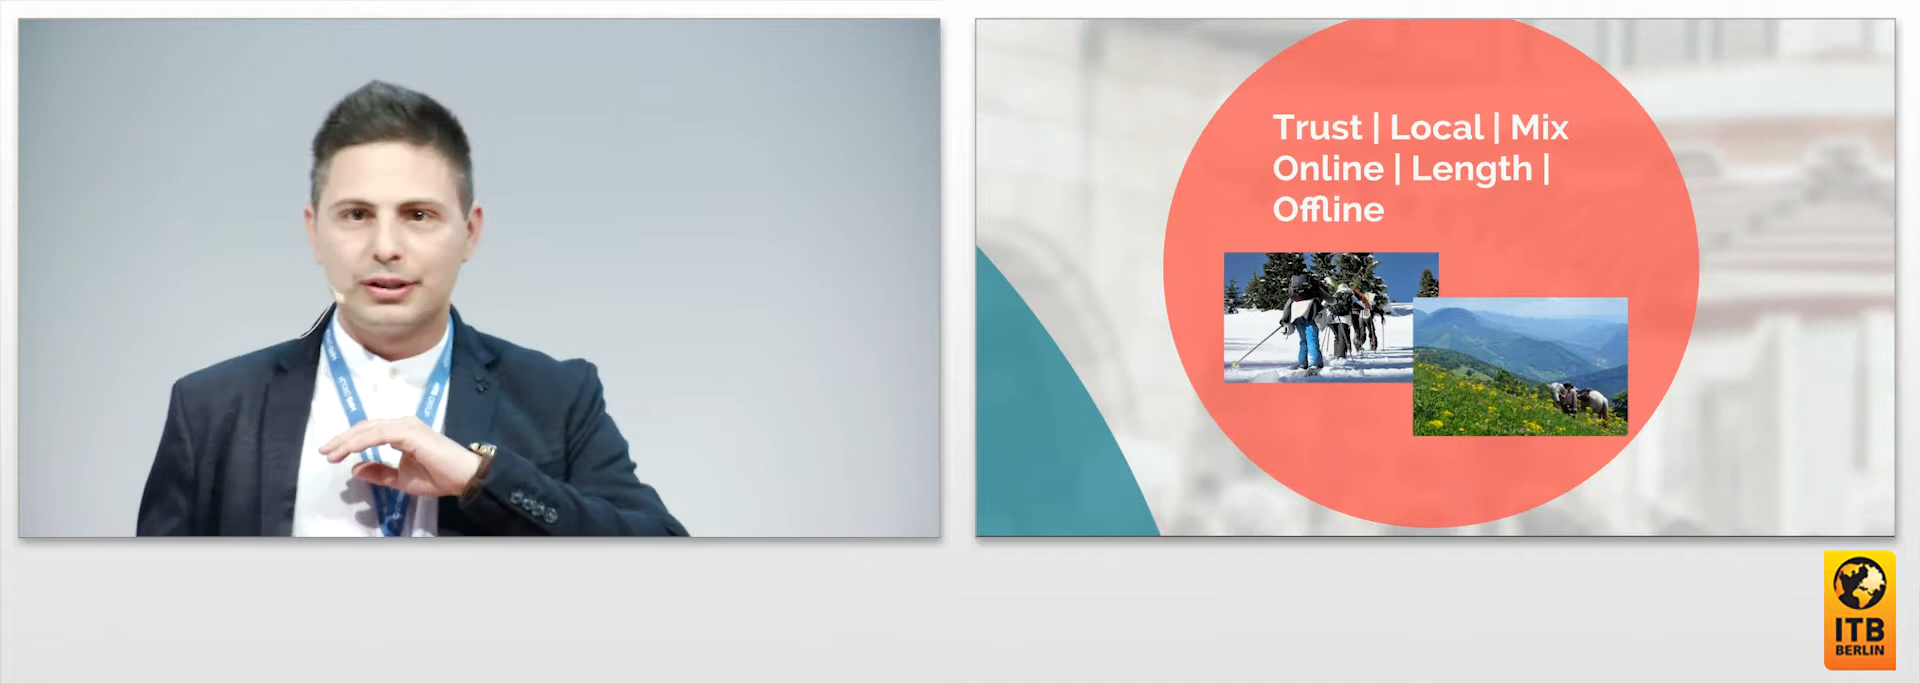 Trust | Local | Mix
Online | Length |
Offline
ITB
BERLIN